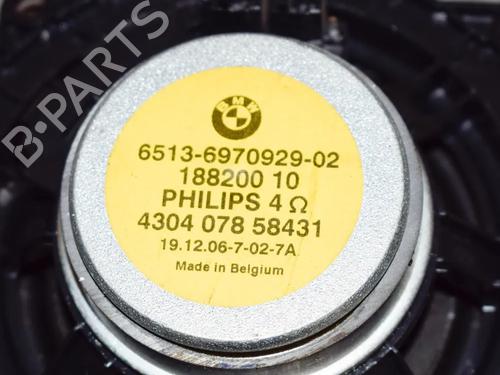 B-PARTS
BMW
6513-6970929-02
188200 10
PHILIPS 4 Ω
4304 078 58431
19.12.06-7-02-7A
Made in Belgium